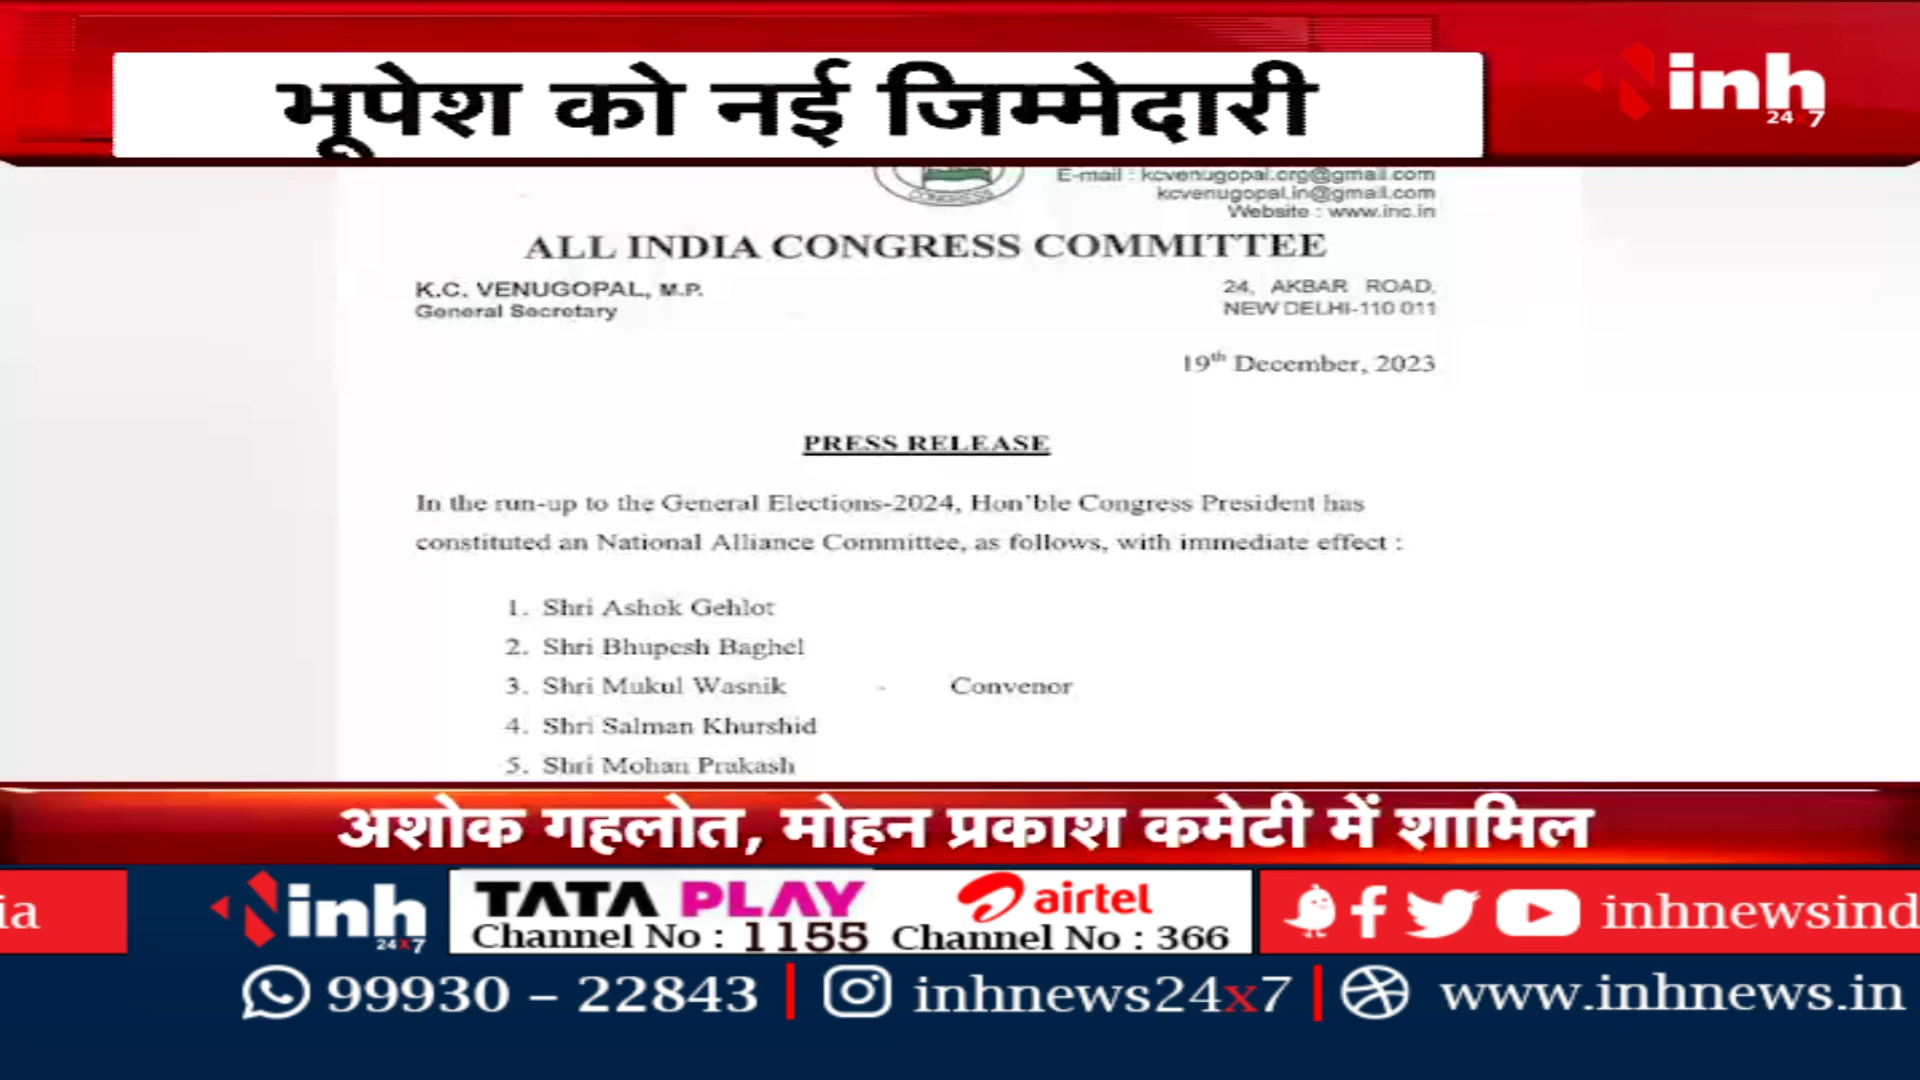 भूपेश को नई जिम्मेदारी
inh
24x7
CONGRESS
E-mail : kcvenugopal.org@gmail.com
kcvenugopal.in@gmail.com
Website : www.inc.in
ALL INDIA CONGRESS COMMITTEE
K.C. VENUGOPAL, M.P.
General Secretary
24, AKBAR ROAD,
NEW DELHI-110 011
19th December, 2023
PRESS RELEASE
In the run-up to the General Elections-2024, Hon'ble Congress President has
constituted an National Alliance Committee, as follows, with immediate effect :
1. Shri Ashok Gehlot
2. Shri Bhupesh Baghel
3. Shri Mukul Wasnik - Convenor
4. Shri Salman Khurshid
5. Shri Mohan Prakash
अशोक गहलोत, मोहन प्रकाश कमेटी में शामिल
ia
inh
24x7
TATA PLAY
Channel No : 1155
airtel
Channel No : 366
inhnewsind
99930 – 22843 | inhnews24x7 | www.inhnews.in